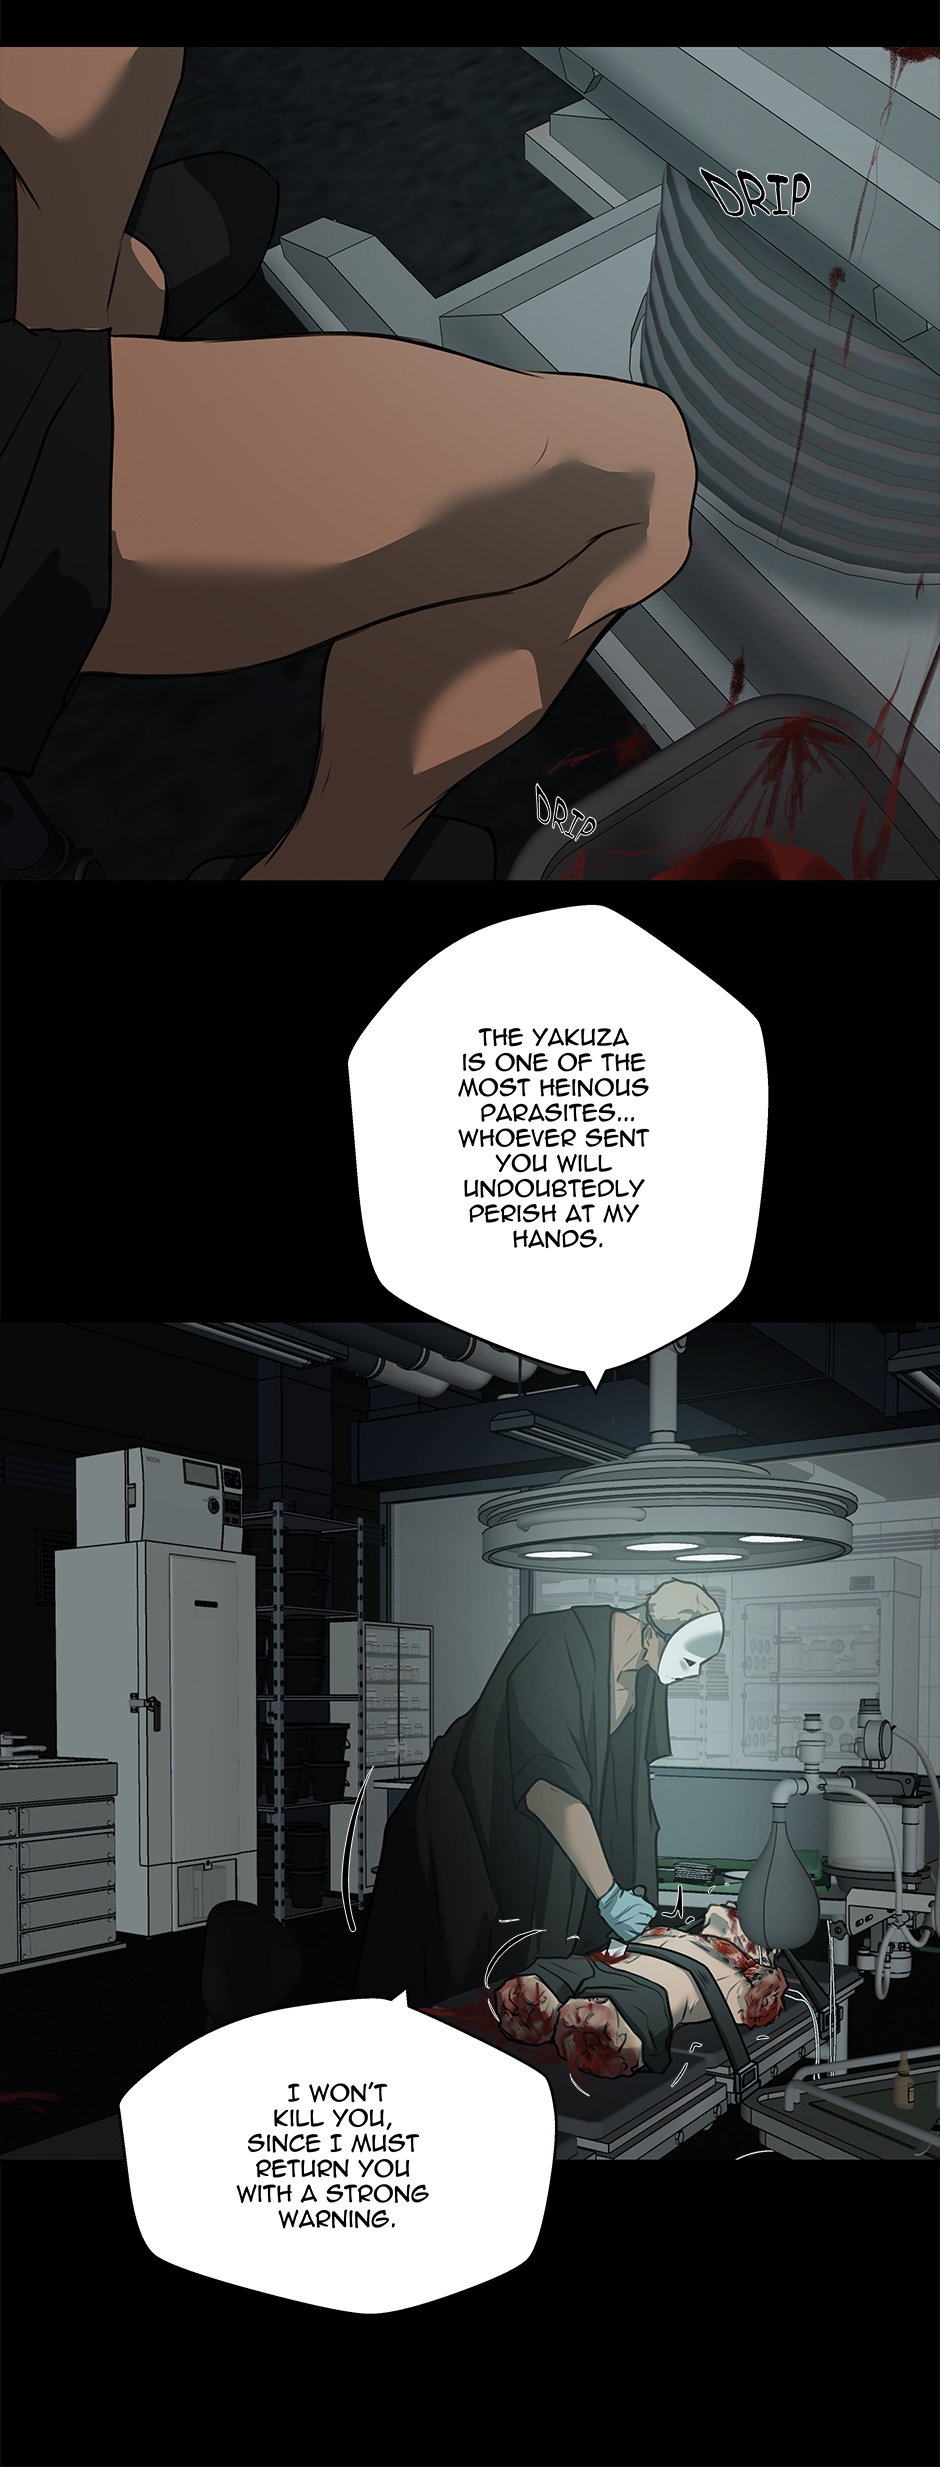 DRIP
DRIP
THE YAKUZA
IS ONE OF THE
MOST HEINOUS
PARASITES...
WHOEVER SENT
YOU WILL
UNDOUBTEDLY
PERISH AT MY
HANDS.
I WON'T
KILL YOU,
SINCE I MUST
RETURN YOU
WITH A STRONG
WARNING.